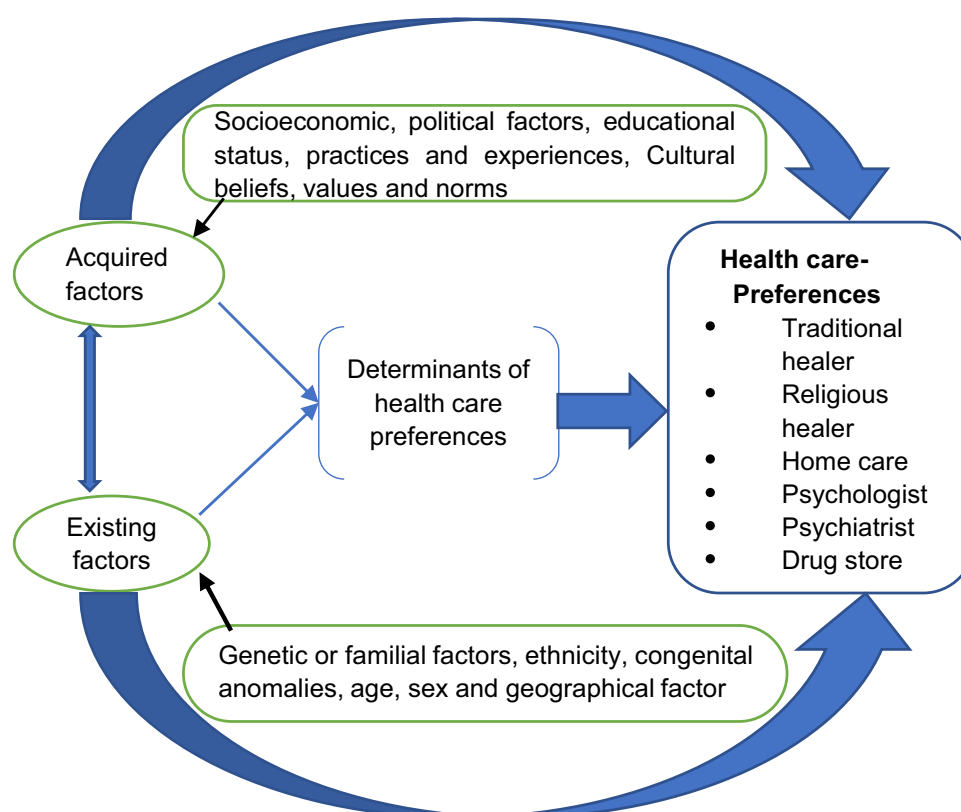 Socioeconomic, political factors, educational
status, practices and experiences, Cultural
beliefs, values and norms
Acquired
factors
Health care-
Preferences
• Traditional
healer
• Religious
healer
• Home care
• Psychologist
• Psychiatrist
• Drug store
Determinants of
health care
preferences
Existing
factors
Genetic or familial factors, ethnicity, congenital
anomalies, age, sex and geographical factor